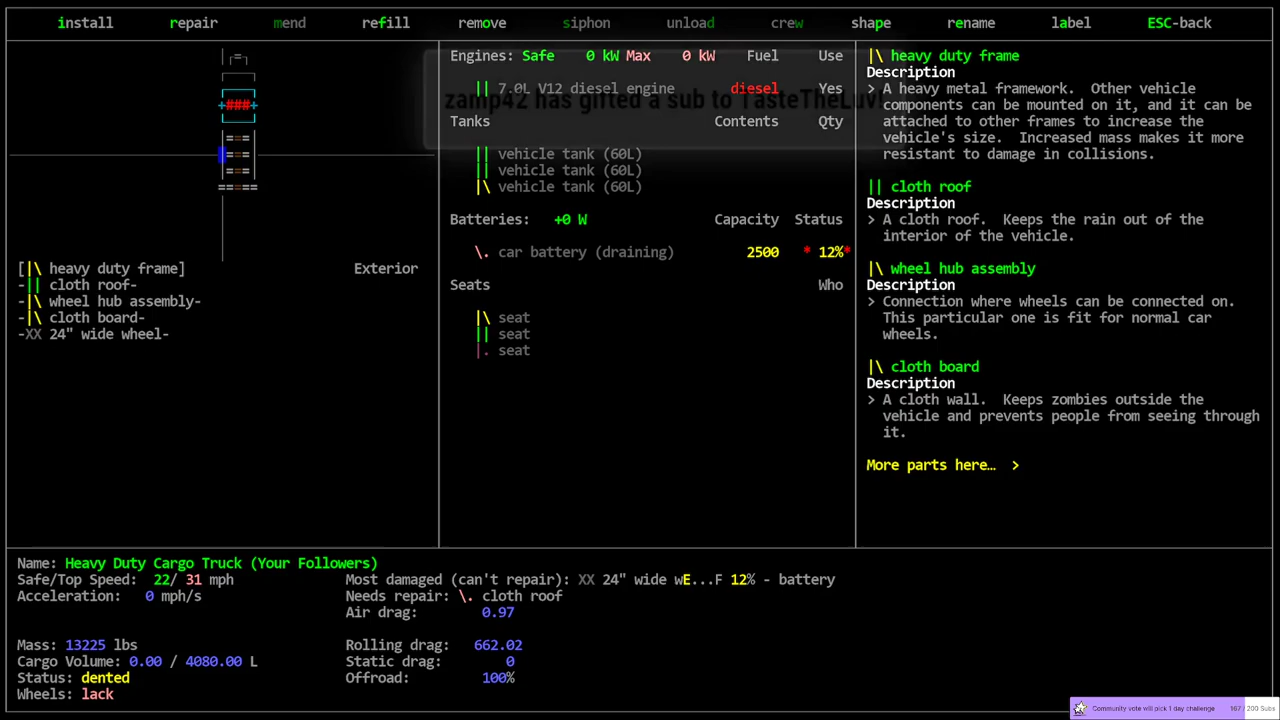 install repair mend refill remove siphon unload crew shape rename label ESC-back
Engines: Safe 0 kW Max 0 kW Fuel Use
|| 7.0L V12 diesel engine diesel Yes
Tanks Contents Qty
|| vehicle tank (60L)
|| vehicle tank (60L)
|\ vehicle tank (60L)
Batteries: +0 W Capacity Status
\. car battery (draining) 2500 * 12%*
Seats Who
|\ seat
|| seat
|. seat
[|\ heavy duty frame] Exterior
-|| cloth roof-
-|\ wheel hub assembly-
-|\ cloth board-
-XX 24" wide wheel-
|\ heavy duty frame
Description
> A heavy metal framework. Other vehicle
components can be mounted on it, and it can be
attached to other frames to increase the
vehicle's size. Increased mass makes it more
resistant to damage in collisions.
|| cloth roof
Description
> A cloth roof. Keeps the rain out of the
interior of the vehicle.
|\ wheel hub assembly
Description
> Connection where wheels can be connected on.
This particular one is fit for normal car
wheels.
|\ cloth board
Description
> A cloth wall. Keeps zombies outside the
vehicle and prevents people from seeing through
it.
More parts here… >
Name: Heavy Duty Cargo Truck (Your Followers)
Safe/Top Speed: 22/ 31 mph
Acceleration: 0 mph/s
Mass: 13225 lbs
Cargo Volume: 0.00 / 4080.00 L
Status: dented
Wheels: lack
Most damaged (can't repair): XX 24" wide wE...F 12% - battery
Needs repair: \. cloth roof
Air drag: 0.97
Rolling drag: 662.02
Static drag: 0
Offroad: 100%
Community vote will pick 1 day challenge 167 / 200 Subs